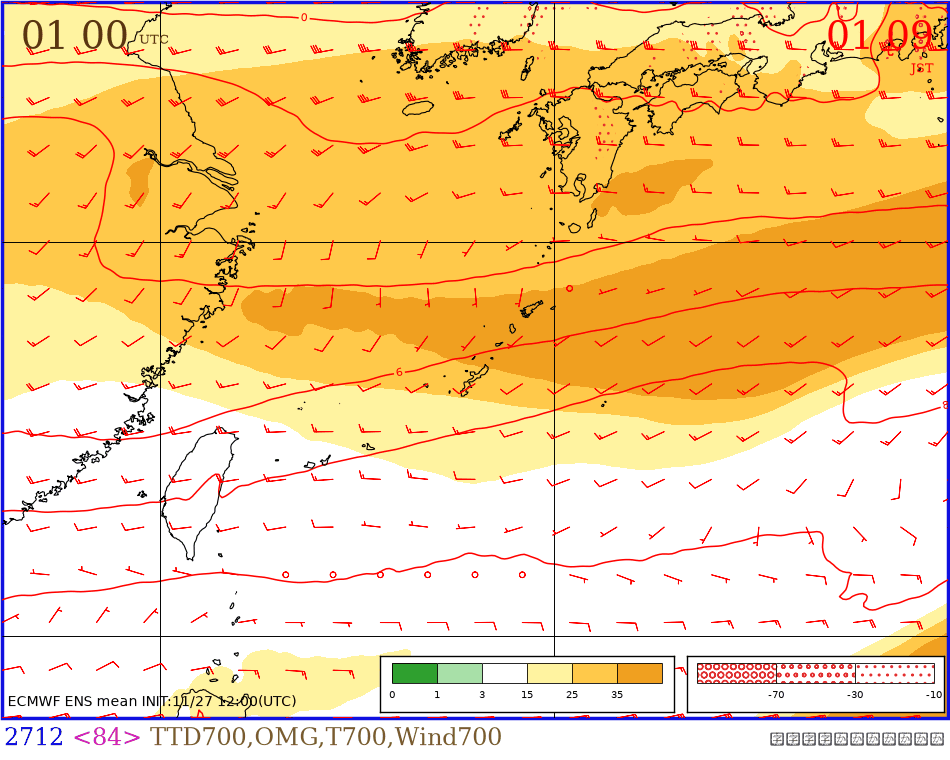 01 00 UTC
01 09
JST
0
6
8
ECMWF ENS mean INIT:11/27 12:00(UTC)
0 1 3 15 25 35
-70 -30 -10
2712 <84> TTD700,OMG,T700,Wind700